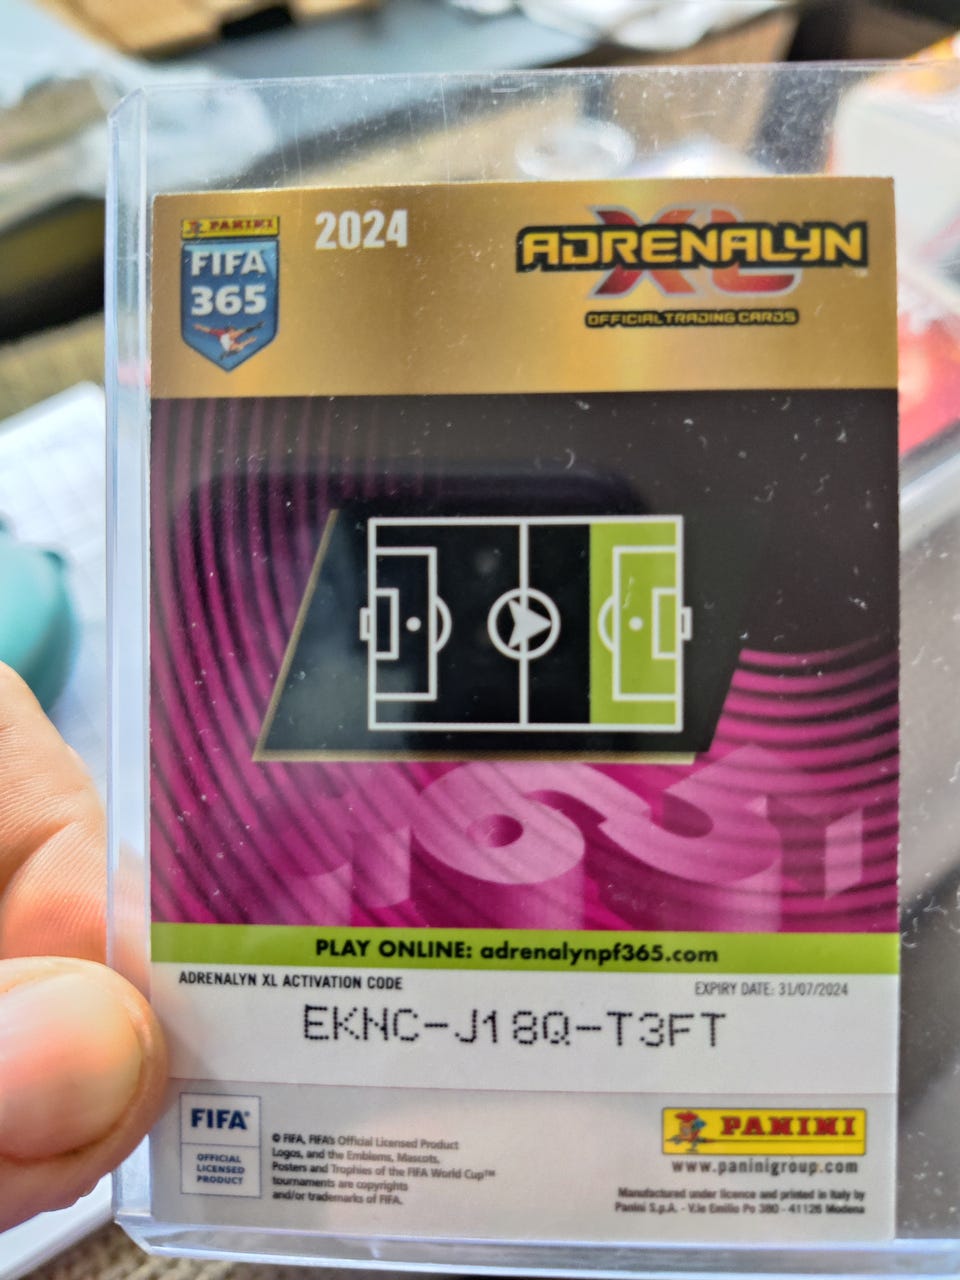 PANINI
FIFA
365
2024
ADRENALYN
XL
OFFICIAL TRADING CARDS
PLAY ONLINE: adrenalynpf365.com
ADRENALYN XL ACTIVATION CODE
EXPIRY DATE: 31/07/2024
EKNC-J18Q-T3FT
FIFA®
OFFICIAL
LICENSED
PRODUCT
© FIFA, FIFA's Official Licensed Product
Logos, and the Emblems, Mascots,
Posters and Trophies of the FIFA World Cup™
tournaments are copyrights
and/or trademarks of FIFA.
PANINI
www.paninigroup.com
Manufactured under licence and printed in Italy by
Panini S.p.A. - V.le Emilio Po 380 - 41126 Modena